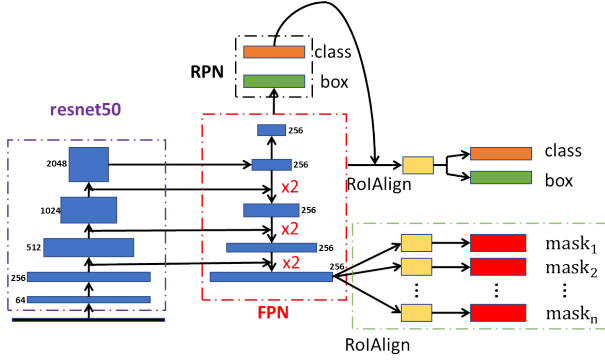 class
RPN
box
resnet50
256
2048
256
class
RoIAlign
x2
box
1024
256
x2
512
256
mask₁
x2
256
256
mask₂
⋮
⋮
⋮
64
FPN
maskₙ
RoIAlign